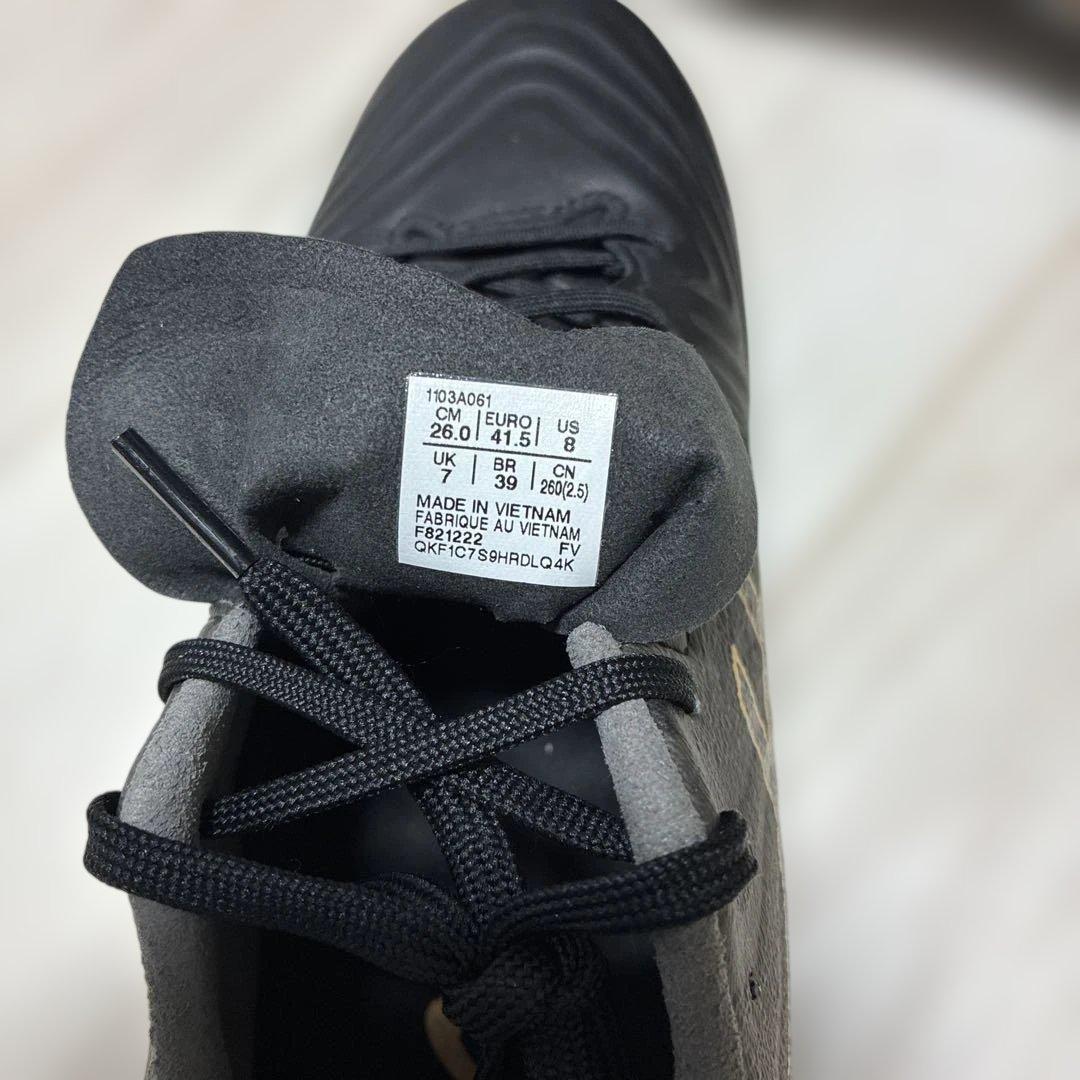 1103A061
CM EURO US
26.0 41.5 8
UK BR CN
7 39 260(2.5)
MADE IN VIETNAM
FABRIQUE AU VIETNAM
F821222 FV
QKF1C7S9HRDLQ4K